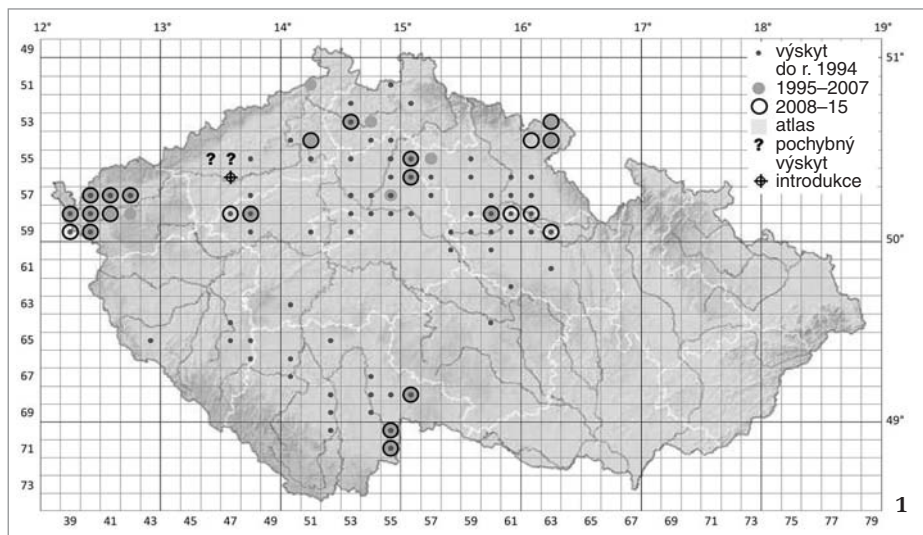 12° 13° 14° 15° 16° 17° 18° 19°
49
51 51°
53
55
57
59 50°
61
63
65
67
69 49°
71
73
39 41 43 45 47 49 51 53 55 57 59 61 63 65 67 69 71 73 75 77 79
výskyt
do r. 1994
1995–2007
2008–15
atlas
? pochybný
výskyt
introdukce
? ?
1